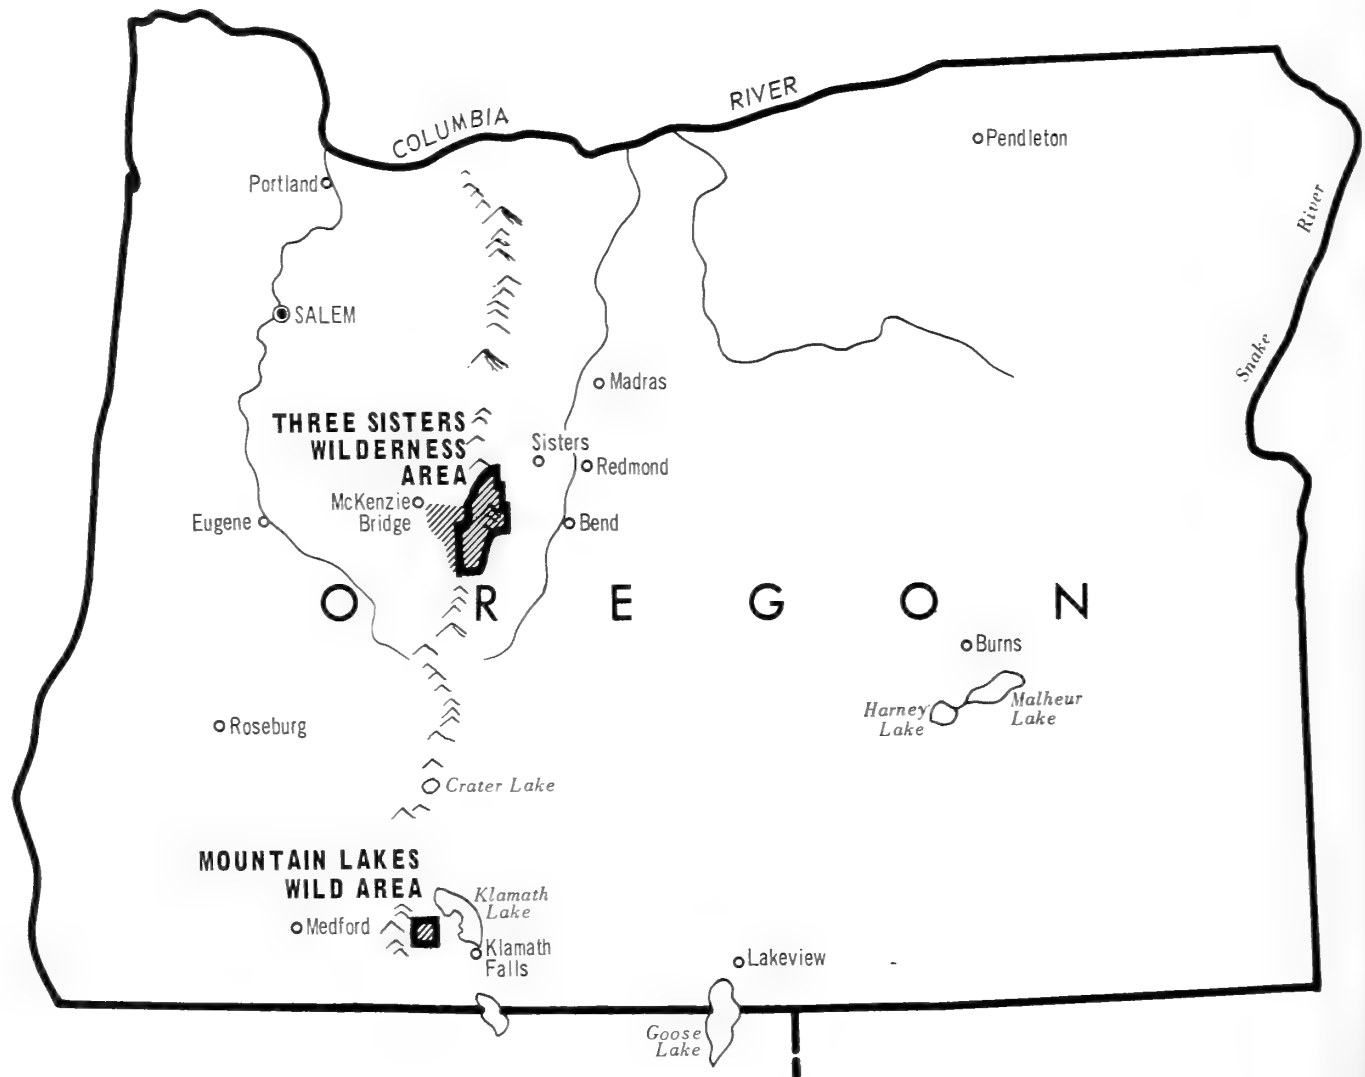 COLUMBIA
RIVER
Pendleton
Portland
River
SALEM
Snake
Madras
THREE SISTERS
WILDERNESS
AREA
Sisters
Redmond
McKenzie
Bridge
Eugene
Bend
OREGON
Burns
Harney
Lake
Malheur
Lake
Roseburg
Crater Lake
MOUNTAIN LAKES
WILD AREA
Klamath
Lake
Medford
Klamath
Falls
Lakeview
Goose
Lake